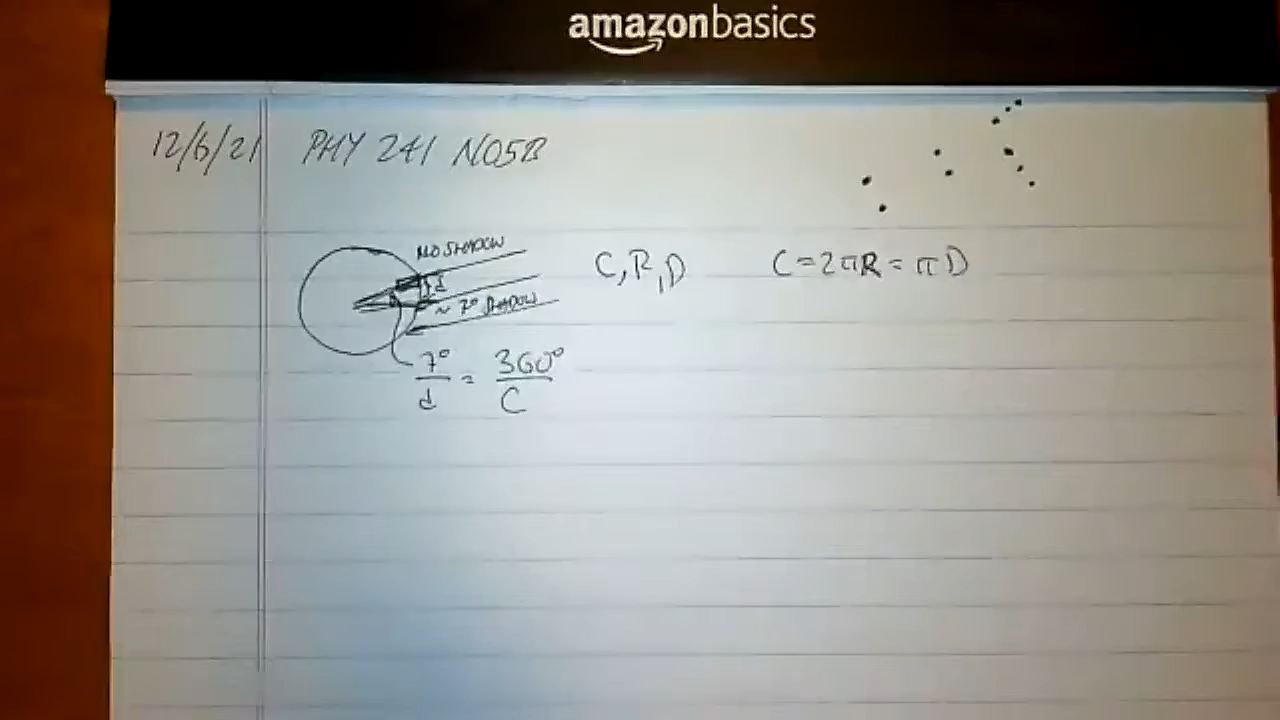 amazonbasics
12/6/21 PHY 241 N05B
NO SHADOW
d
~ 7° SHADOW
C, R, D
C = 2πR = πD
7°/d = 360°/C